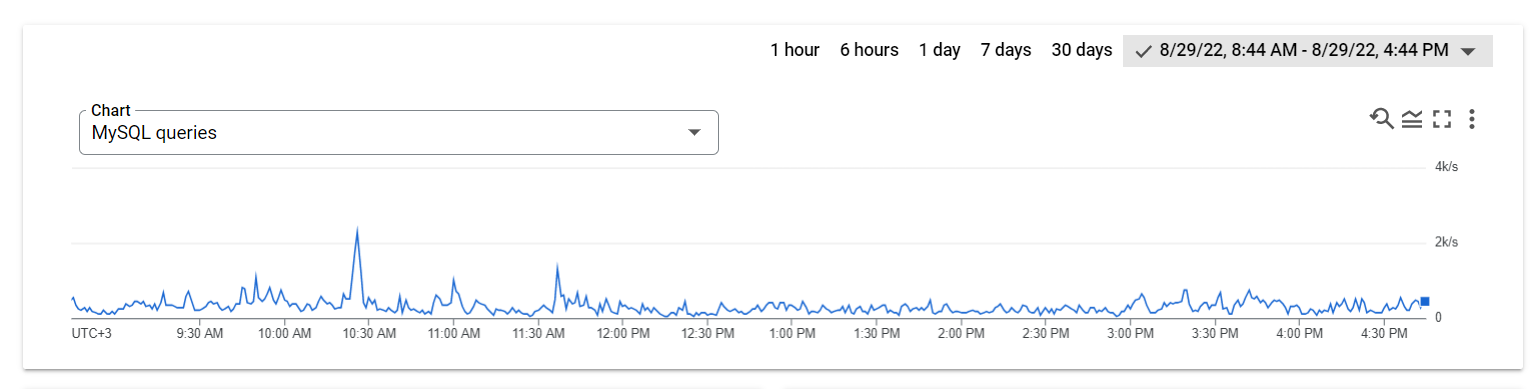 1 hour 6 hours 1 day 7 days 30 days 8/29/22, 8:44 AM - 8/29/22, 4:44 PM
Chart
MySQL queries
4k/s
2k/s
0
UTC+3 9:30 AM 10:00 AM 10:30 AM 11:00 AM 11:30 AM 12:00 PM 12:30 PM 1:00 PM 1:30 PM 2:00 PM 2:30 PM 3:00 PM 3:30 PM 4:00 PM 4:30 PM